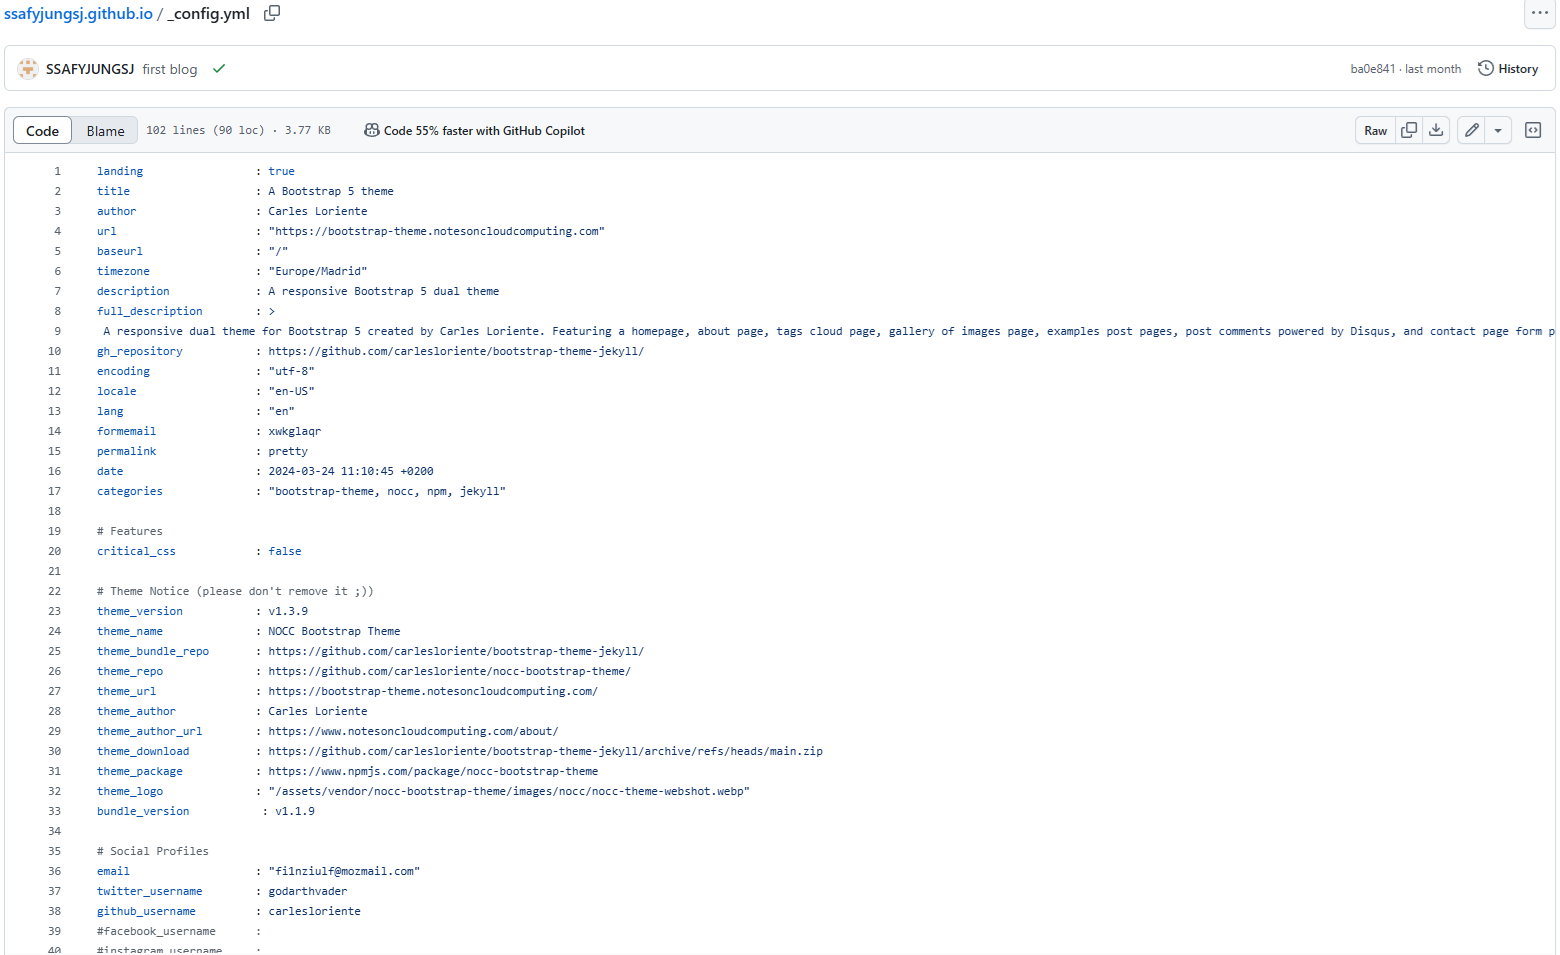 ssafyjungsj.github.io / _config.yml
SSAFYJUNGSJ first blog
ba0e841 · last month History
Code Blame 102 lines (90 loc) · 3.77 KB Code 55% faster with GitHub Copilot Raw
1 landing : true
2 title : A Bootstrap 5 theme
3 author : Carles Loriente
4 url : "https://bootstrap-theme.notesoncloudcomputing.com"
5 baseurl : "/"
6 timezone : "Europe/Madrid"
7 description : A responsive Bootstrap 5 dual theme
8 full_description : >
9 A responsive dual theme for Bootstrap 5 created by Carles Loriente. Featuring a homepage, about page, tags cloud page, gallery of images page, examples post pages, post comments powered by Disqus, and contact page form p
10 gh_repository : https://github.com/carlesloriente/bootstrap-theme-jekyll/
11 encoding : "utf-8"
12 locale : "en-US"
13 lang : "en"
14 formemail : xwkglaqr
15 permalink : pretty
16 date : 2024-03-24 11:10:45 +0200
17 categories : "bootstrap-theme, nocc, npm, jekyll"
18
19 # Features
20 critical_css : false
21
22 # Theme Notice (please don't remove it ;))
23 theme_version : v1.3.9
24 theme_name : NOCC Bootstrap Theme
25 theme_bundle_repo : https://github.com/carlesloriente/bootstrap-theme-jekyll/
26 theme_repo : https://github.com/carlesloriente/nocc-bootstrap-theme/
27 theme_url : https://bootstrap-theme.notesoncloudcomputing.com/
28 theme_author : Carles Loriente
29 theme_author_url : https://www.notesoncloudcomputing.com/about/
30 theme_download : https://github.com/carlesloriente/bootstrap-theme-jekyll/archive/refs/heads/main.zip
31 theme_package : https://www.npmjs.com/package/nocc-bootstrap-theme
32 theme_logo : "/assets/vendor/nocc-bootstrap-theme/images/nocc/nocc-theme-webshot.webp"
33 bundle_version : v1.1.9
34
35 # Social Profiles
36 email : "filnziulf@mozmail.com"
37 twitter_username : godarthvader
38 github_username : carlesloriente
39 #facebook_username :
40 #instagram_username :